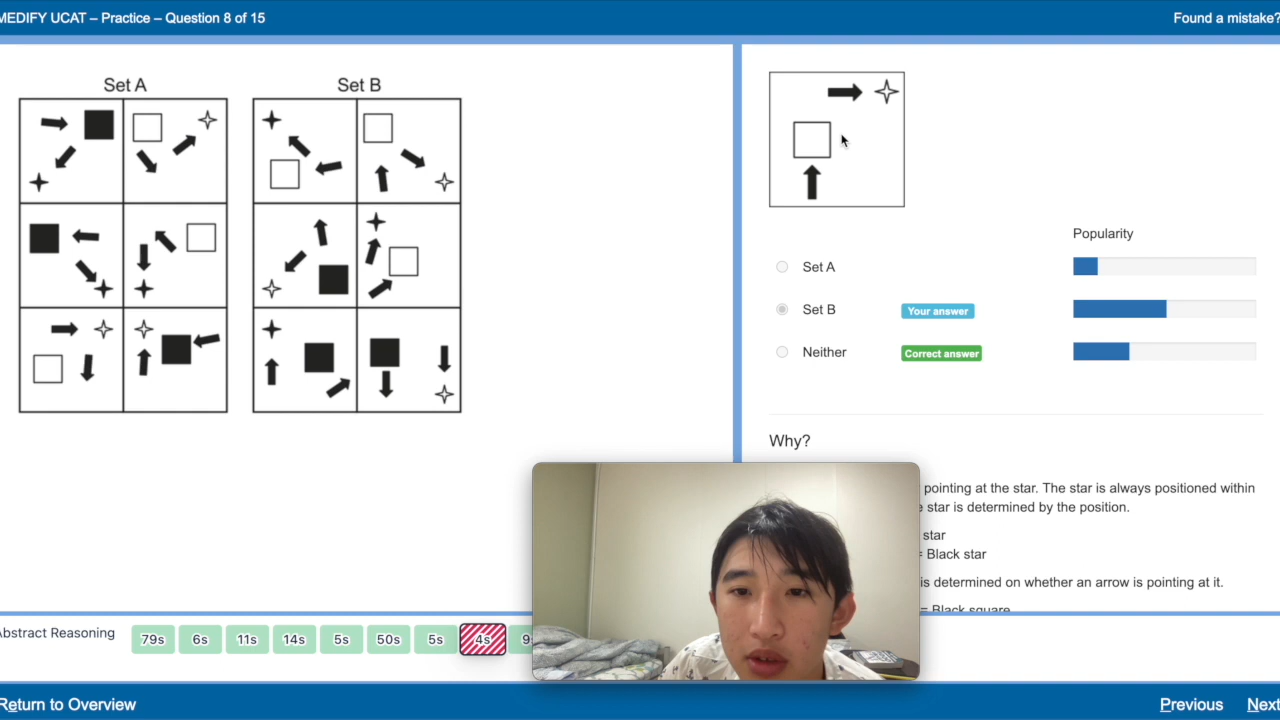 MEDIFY UCAT – Practice – Question 8 of 15
Found a mistake?
Set A
Set B
Popularity
Set A
Set B
Your answer
Neither
Correct answer
Why?
pointing at the star. The star is always positioned within
star is determined by the position.
star
= Black star
is determined on whether an arrow is pointing at it.
= Black square
Abstract Reasoning
79s
6s
11s
14s
5s
50s
5s
4s
Return to Overview
Previous
Next